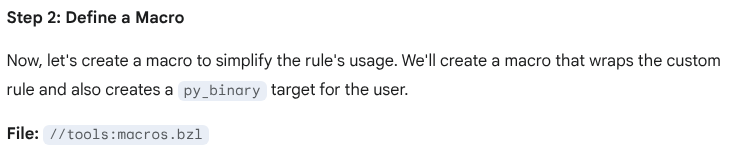 Step 2: Define a Macro
Now, let's create a macro to simplify the rule's usage. We'll create a macro that wraps the custom
rule and also creates a py_binary target for the user.
File: //tools:macros.bzl